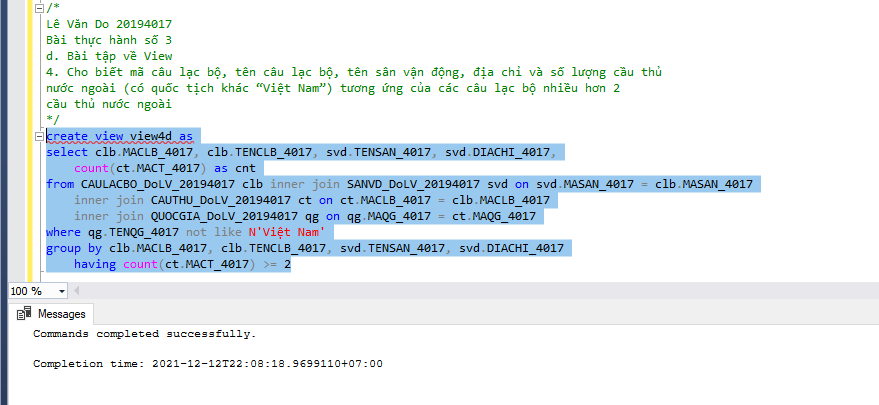 /*
Lê Văn Do 20194017
Bài thực hành số 3
d. Bài tập về View
4. Cho biết mã câu lạc bộ, tên câu lạc bộ, tên sân vận động, địa chỉ và số lượng cầu thủ
nước ngoài (có quốc tịch khác “Việt Nam”) tương ứng của các câu lạc bộ nhiều hơn 2
cầu thủ nước ngoài
*/
create view view4d as
select clb.MACLB_4017, clb.TENCLB_4017, svd.TENSAN_4017, svd.DIACHI_4017,
count(ct.MACT_4017) as cnt
from CAULACBO_DoLV_20194017 clb inner join SANVD_DoLV_20194017 svd on svd.MASAN_4017 = clb.MASAN_4017
inner join CAUTHU_DoLV_20194017 ct on ct.MACLB_4017 = clb.MACLB_4017
inner join QUOCGIA_DoLV_20194017 qg on qg.MAQG_4017 = ct.MAQG_4017
where qg.TENQG_4017 not like N'Việt Nam'
group by clb.MACLB_4017, clb.TENCLB_4017, svd.TENSAN_4017, svd.DIACHI_4017
having count(ct.MACT_4017) >= 2
100 %
Messages
Commands completed successfully.
Completion time: 2021-12-12T22:08:18.9699110+07:00